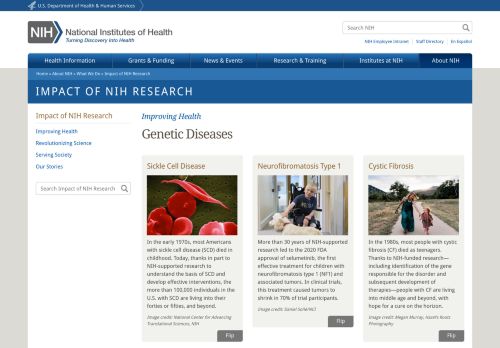 U.S. Department of Health & Human Services
NIH National Institutes of Health
Turning Discovery Into Health
Search NIH
NIH Employee Intranet | Staff Directory | En Español
Health Information
Grants & Funding
News & Events
Research & Training
Institutes at NIH
About NIH
Home » About NIH » What We Do » Impact of NIH Research
IMPACT OF NIH RESEARCH
Impact of NIH Research
Improving Health
Revolutionizing Science
Serving Society
Our Stories
Search Impact of NIH Research
Improving Health
Genetic Diseases
Sickle Cell Disease
In the early 1970s, most Americans
with sickle cell disease (SCD) died in
childhood. Today, thanks in part to
NIH-supported research to
understand the basis of SCD and
develop effective interventions, the
more than 100,000 individuals in the
U.S. with SCD are living into their
forties or fifties, and beyond.
Image credit: National Center for Advancing
Translational Sciences, NIH
Flip
Neurofibromatosis Type 1
More than 30 years of NIH-supported
research led to the 2020 FDA
approval of selumetinib, the first
effective treatment for children with
neurofibromatosis type 1 (NF1) and
associated tumors. In clinical trials,
this treatment caused tumors to
shrink in 70% of trial participants.
Image credit: Daniel Soñé/NCI
Flip
Cystic Fibrosis
In the 1980s, most people with cystic
fibrosis (CF) died as teenagers.
Thanks to NIH-funded research—
including identification of the gene
responsible for the disorder and
subsequent development of
therapies—people with CF are living
into middle age and beyond, with
hope for a cure on the horizon.
Image credit: Megan Murray, Hazel's Roots
Photography
Flip